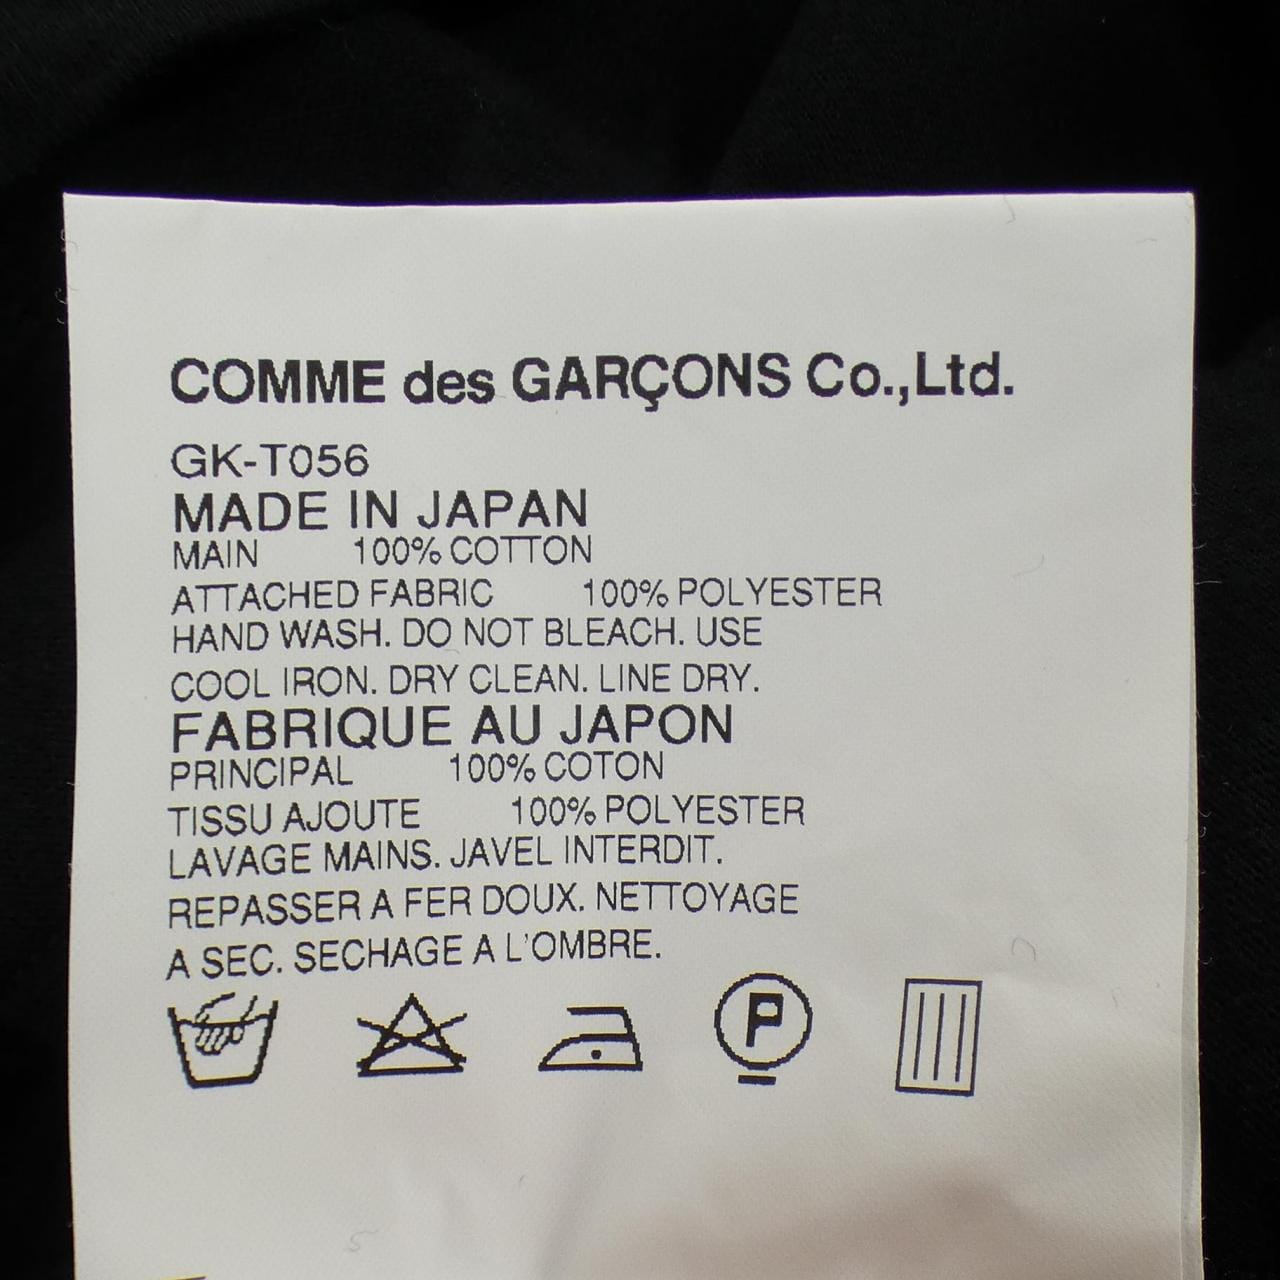 COMME des GARÇONS Co.,Ltd.
GK-T056
MADE IN JAPAN
MAIN 100% COTTON
ATTACHED FABRIC 100% POLYESTER
HAND WASH. DO NOT BLEACH. USE
COOL IRON. DRY CLEAN. LINE DRY.
FABRIQUE AU JAPON
PRINCIPAL 100% COTON
TISSU AJOUTE 100% POLYESTER
LAVAGE MAINS. JAVEL INTERDIT.
REPASSER A FER DOUX. NETTOYAGE
A SEC. SECHAGE A L'OMBRE.
P